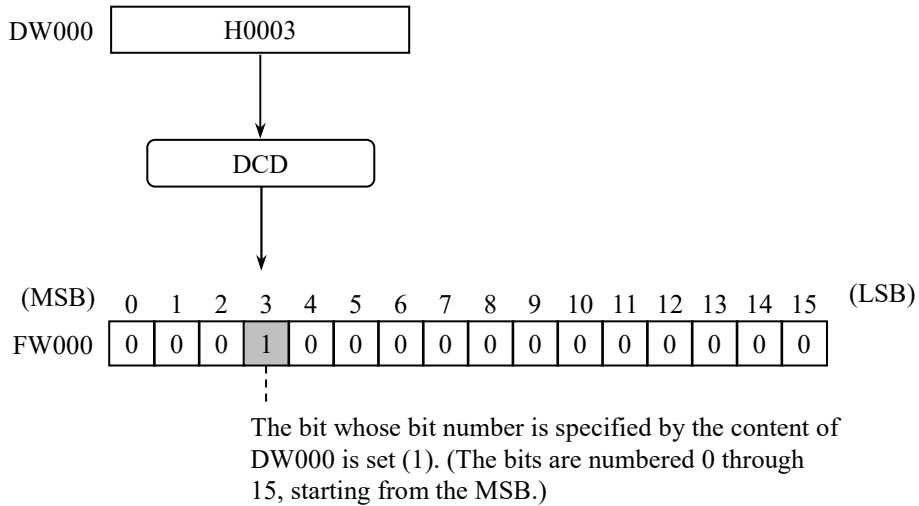 DW000 H0003
DCD
(MSB) 0 1 2 3 4 5 6 7 8 9 10 11 12 13 14 15 (LSB)
FW000 0 0 0 1 0 0 0 0 0 0 0 0 0 0 0 0
The bit whose bit number is specified by the content of
DW000 is set (1). (The bits are numbered 0 through
15, starting from the MSB.)